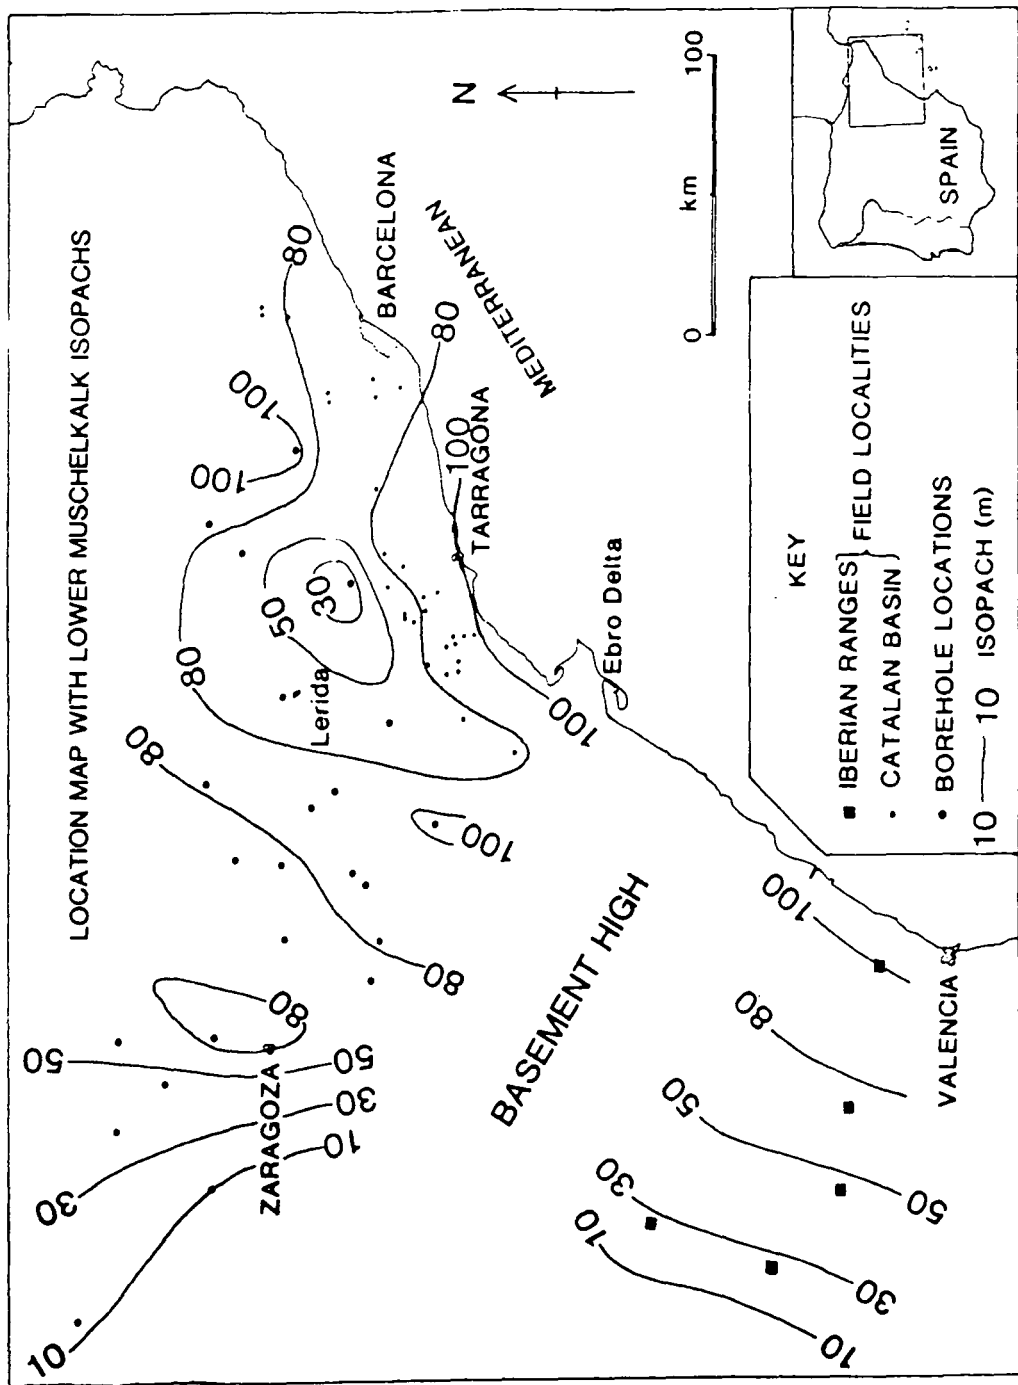 LOCATION MAP WITH LOWER MUSCHELKALK ISOPACHS
10
30
50
80
80
80
100
100
80
50
30
10
30
50
80
80
100
100
80
100
Lerida
ZARAGOZA
BARCELONA
TARRAGONA
MEDITERRANEAN
Ebro Delta
BASEMENT HIGH
10
30
50
80
100
10
30
50
VALENCIA
N
0 km 100
KEY
IBERIAN RANGES
CATALAN BASIN
FIELD LOCALITIES
BOREHOLE LOCATIONS
10 10 ISOPACH (m)
SPAIN